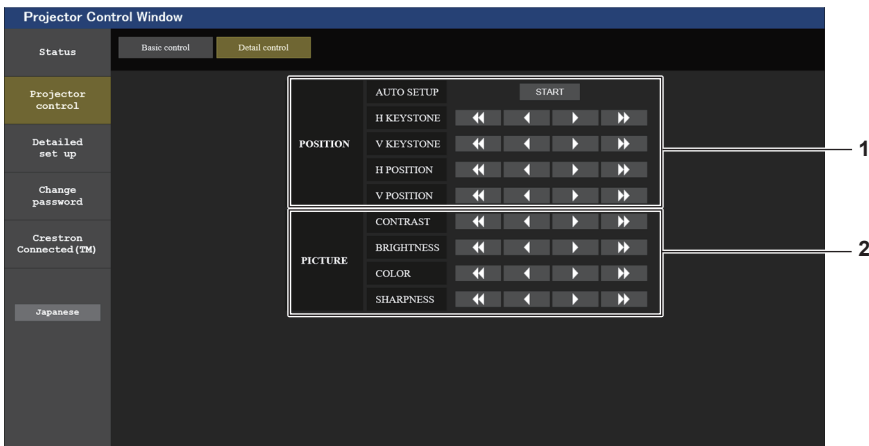 Projector Control Window
Status
Basic control
Detail control
Projector
control
Detailed
set up
Change
password
Crestron
Connected(TM)
Japanese
POSITION
AUTO SETUP
START
H KEYSTONE
V KEYSTONE
H POSITION
V POSITION
1
PICTURE
CONTRAST
BRIGHTNESS
COLOR
SHARPNESS
2